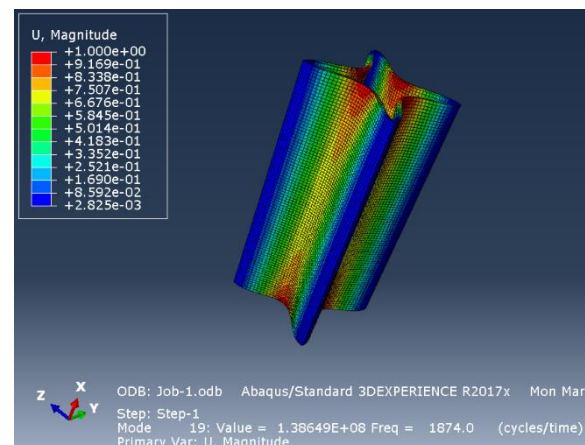 U, Magnitude
+1.000e+00
+9.169e-01
+8.338e-01
+7.507e-01
+6.676e-01
+5.845e-01
+5.014e-01
+4.183e-01
+3.352e-01
+2.521e-01
+1.690e-01
+8.592e-02
+2.825e-03
Z X Y
ODB: Job-1.odb Abaqus/Standard 3DEXPERIENCE R2017x Mon Mar
Step: Step-1
Mode 19: Value = 1.38649E+08 Freq = 1874.0 (cycles/time)
Primary Var: U, Magnitude